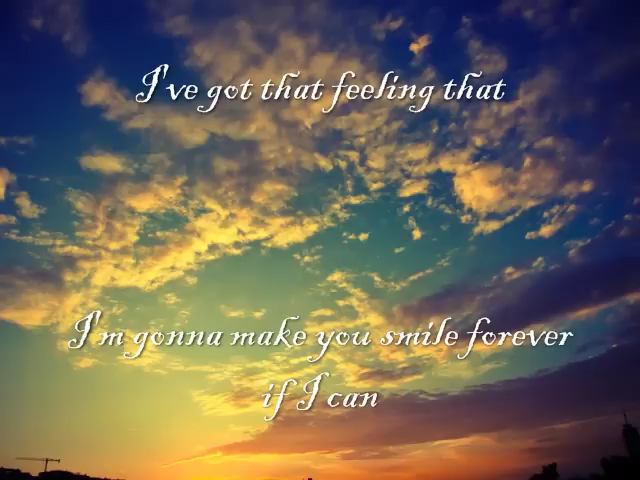 I've got that feeling that
I'm gonna make you smile forever
if I can